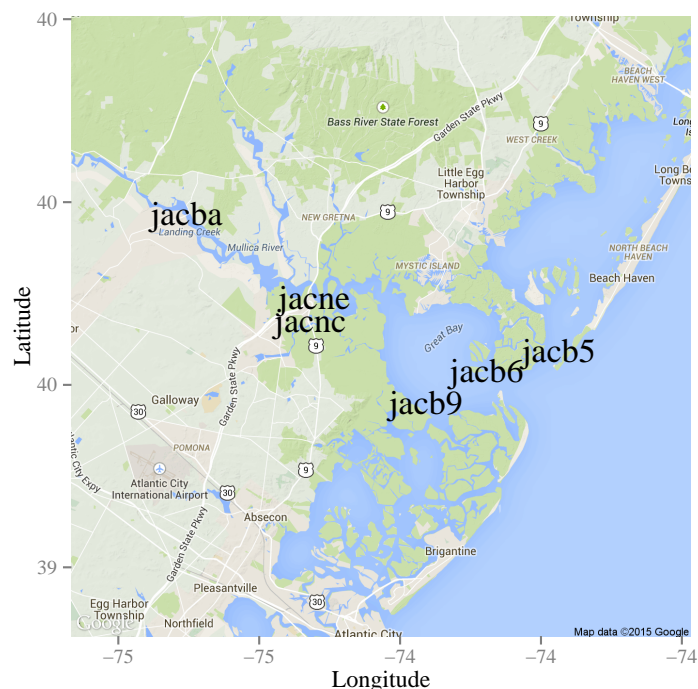 40
Township
BEACH
HAVEN WEST
Bass River State Forest
Garden State Pkwy
9
WEST CREEK
Little Egg
Harbor
Township
Long Be
Towns
40
jacba
Landing Creek
NEW GRETNA
9
Mullica River
MYSTIC ISLAND
NORTH BEACH
HAVEN
Beach Haven
jacne
jacnc
9
Great Bay
jacb5
jacb6
jacb9
Latitude
40
Galloway
Garden State Pkwy
30
POMONA
Atlantic City
International Airport
City Expy
30
9
Absecon
Garden State Pkwy
Brigantine
39
Pleasantville
Egg Harbor
Township
Northfield
30
Atlantic City
Google
Map data ©2015 Google
−75
−75
−74
−74
−74
Longitude